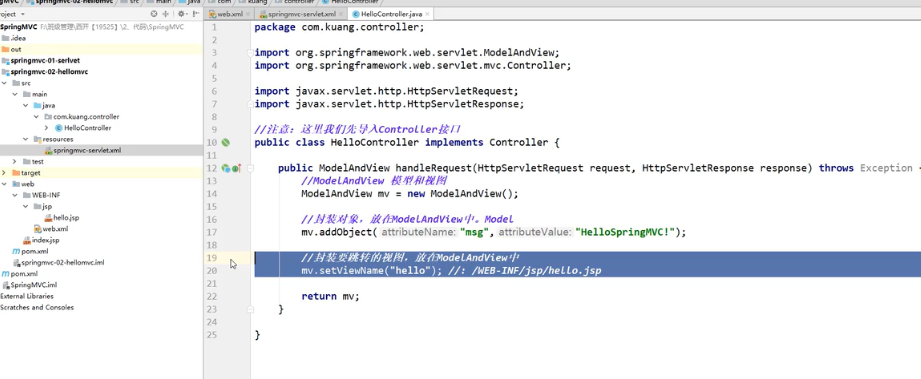 SpringMVC
springmvc-02-hellomvc
src
main
java
com
kuang
controller
HelloController
web.xml
springmvc-servlet.xml
HelloController.java
SpringMVC
.idea
out
springmvc-01-serlvet
springmvc-02-hellomvc
src
main
java
com.kuang.controller
HelloController
resources
springmvc-servlet.xml
test
target
web
WEB-INF
jsp
hello.jsp
web.xml
index.jsp
pom.xml
springmvc-02-hellomvc.iml
pom.xml
SpringMVC.iml
External Libraries
Scratches and Consoles
1 package com.kuang.controller;
2
3 import org.springframework.web.servlet.ModelAndView;
4 import org.springframework.web.servlet.mvc.Controller;
5
6 import javax.servlet.http.HttpServletRequest;
7 import javax.servlet.http.HttpServletResponse;
8
9 //注意：这里我们先导入Controller接口
10 public class HelloController implements Controller {
11
12 public ModelAndView handleRequest(HttpServletRequest request, HttpServletResponse response) throws Exception {
13 //ModelAndView 模型和视图
14 ModelAndView mv = new ModelAndView();
15
16 //封装对象，放在ModelAndView中。Model
17 mv.addObject( attributeName: "msg", attributeValue: "HelloSpringMVC!");
18
19 //封装要跳转的视图，放在ModelAndView中
20 mv.setViewName("hello"); //: /WEB-INF/jsp/hello.jsp
21
22 return mv;
23 }
24
25 }